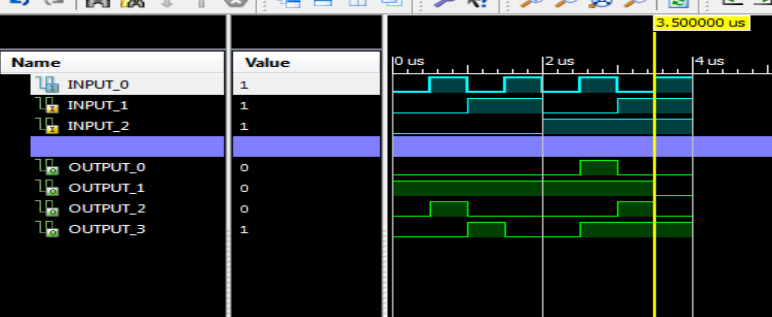 3.500000 us
Name Value
0 us 2 us 4 us
INPUT_0 1
INPUT_1 1
INPUT_2 1
OUTPUT_0 0
OUTPUT_1 0
OUTPUT_2 0
OUTPUT_3 1